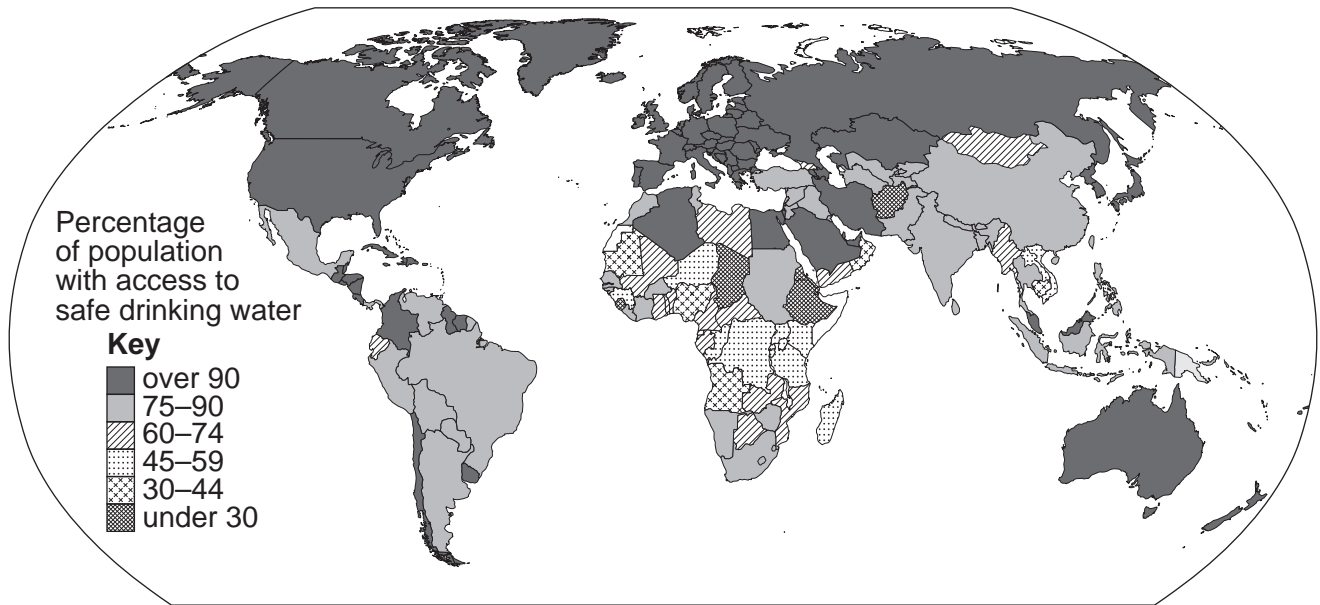 Percentage
of population
with access to
safe drinking water
Key
over 90
75–90
60–74
45–59
30–44
under 30